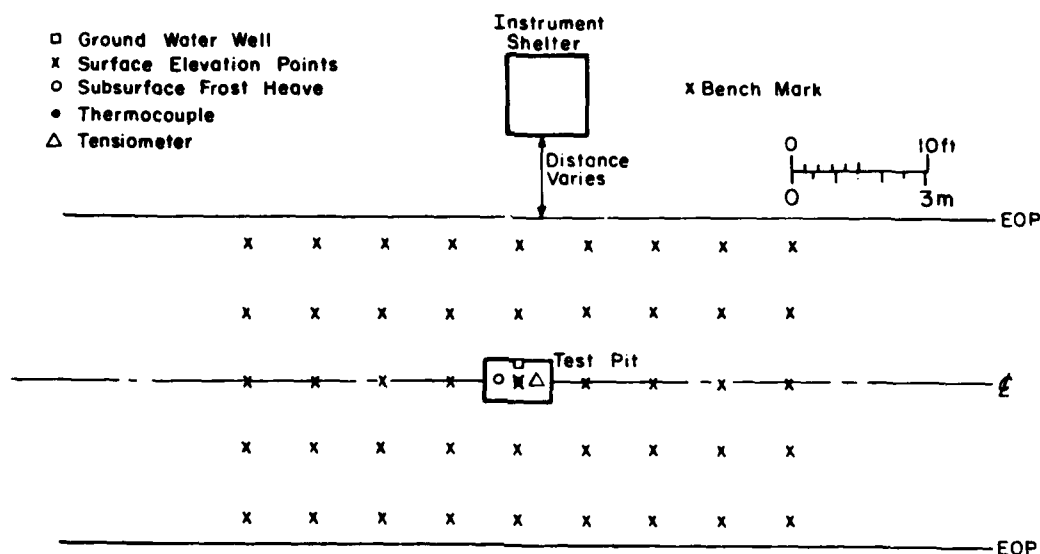 Ground Water Well
x Surface Elevation Points
Subsurface Frost Heave
Thermocouple
Tensiometer
Instrument
Shelter
x Bench Mark
0 10ft
0 3m
Distance
Varies
EOP
Test Pit
℄
EOP